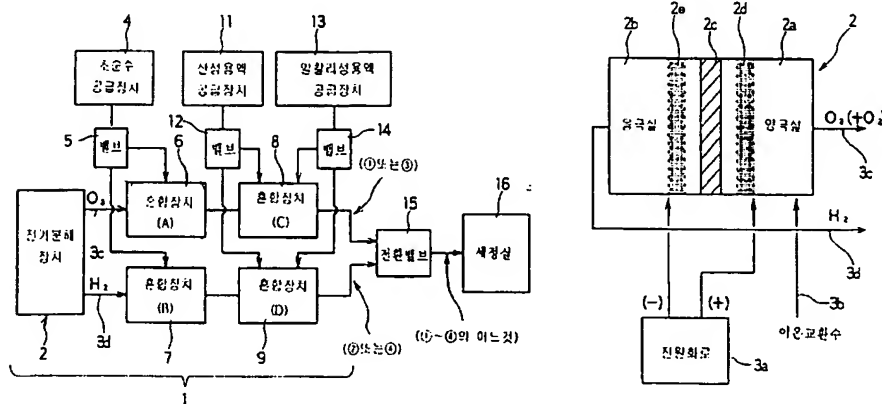 4
11
13
초순수
공급장치
산성용액
공급장치
알칼리성용액
공급장치
5
밸브
6
12
밸브
8
밸브
14
(①또는③)
전기분해
장치
O₃
3c
혼합장치
(A)
혼합장치
(C)
15
전환밸브
16
세정실
H₂
3d
혼합장치
(B)
혼합장치
(D)
(②또는④)
(①~④의 어느것)
2
7
9
1
2b
2e
2c
2d
2a
2
음극실
양극실
O₃(+O₂)
3c
H₂
3d
(-)
(+)
3b
이온교환수
전원회로
3a